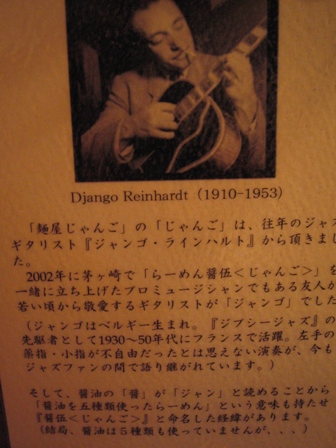 Django Reinhardt (1910-1953)
「麺屋じゃんご」の「じゃんご」は、往年のジャズ
ギタリスト『ジャンゴ・ラインハルト』から頂きまし
た。
2002年に茅ヶ崎で「らーめん醤伍<じゃんご>」を
一緒に立ち上げたプロミュージシャンでもある友人が
若い頃から敬愛するギタリストが「ジャンゴ」でした
(ジャンゴはベルギー生まれ。『ジプシージャズ』の
先駆者として1930~50年代にフランスで活躍。左手の
薬指・小指が不自由だったとは思えない演奏が、今も
ジャズファンの間で語り継がれています。)
そして、醤油の「醤」が「ジャン」と読めることから
「醤油を五種類使ったらーめん」という意味も持たせ
『醤伍<じゃんご>』と命名した経緯があります。
(結局、醤油は5種も使っていませんが、、、)